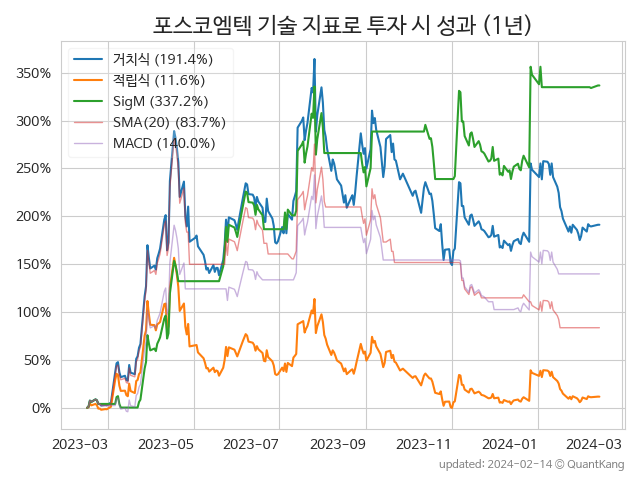 포스코엠텍 기술 지표로 투자 시 성과 (1년)
거치식 (191.4%)
적립식 (11.6%)
SigM (337.2%)
SMA(20) (83.7%)
MACD (140.0%)
350%
300%
250%
200%
150%
100%
50%
0%
2023-03 2023-05 2023-07 2023-09 2023-11 2024-01 2024-03
updated: 2024-02-14 © QuantKang